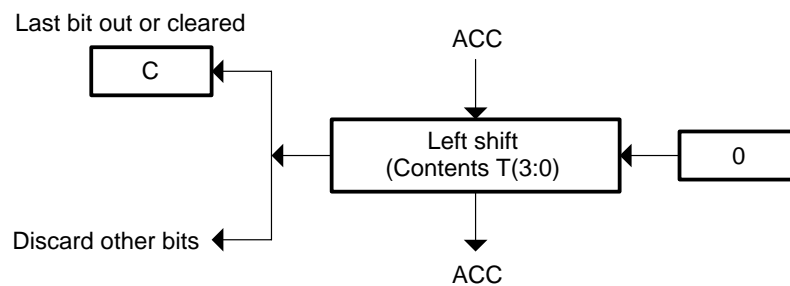 Last bit out or cleared
C
ACC
Left shift
(Contents T(3:0)
0
Discard other bits
ACC